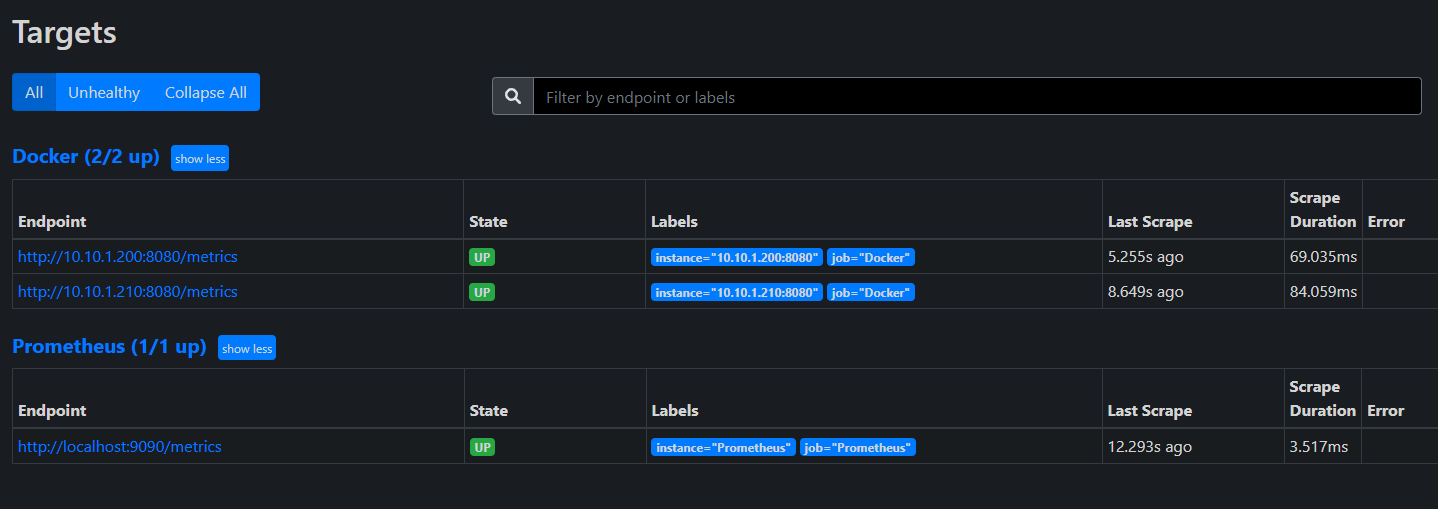 Targets
All Unhealthy Collapse All
Filter by endpoint or labels
Docker (2/2 up) show less
Endpoint State Labels Last Scrape Scrape Duration Error
http://10.10.1.200:8080/metrics UP instance="10.10.1.200:8080" job="Docker" 5.255s ago 69.035ms
http://10.10.1.210:8080/metrics UP instance="10.10.1.210:8080" job="Docker" 8.649s ago 84.059ms
Prometheus (1/1 up) show less
Endpoint State Labels Last Scrape Scrape Duration Error
http://localhost:9090/metrics UP instance="Prometheus" job="Prometheus" 12.293s ago 3.517ms